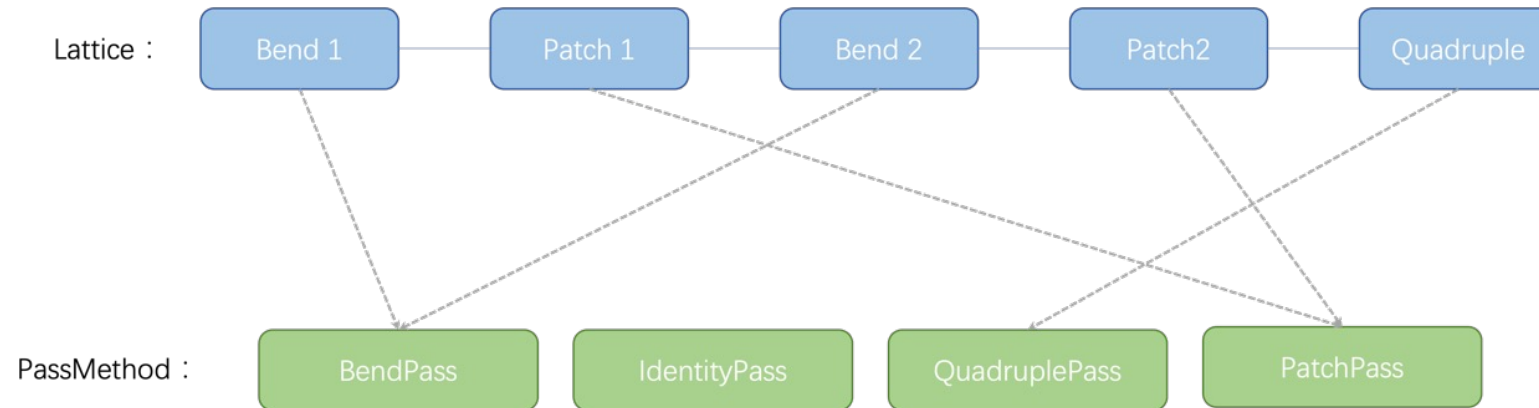 Lattice： Bend 1 Patch 1 Bend 2 Patch2 Quadruple
PassMethod： BendPass IdentityPass QuadruplePass PatchPass